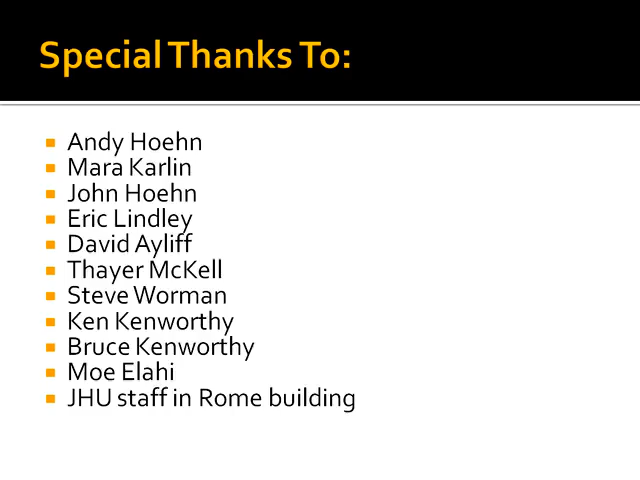 Special Thanks To:
Andy Hoehn
Mara Karlin
John Hoehn
Eric Lindley
David Ayliff
Thayer McKell
Steve Worman
Ken Kenworthy
Bruce Kenworthy
Moe Elahi
JHU staff in Rome building